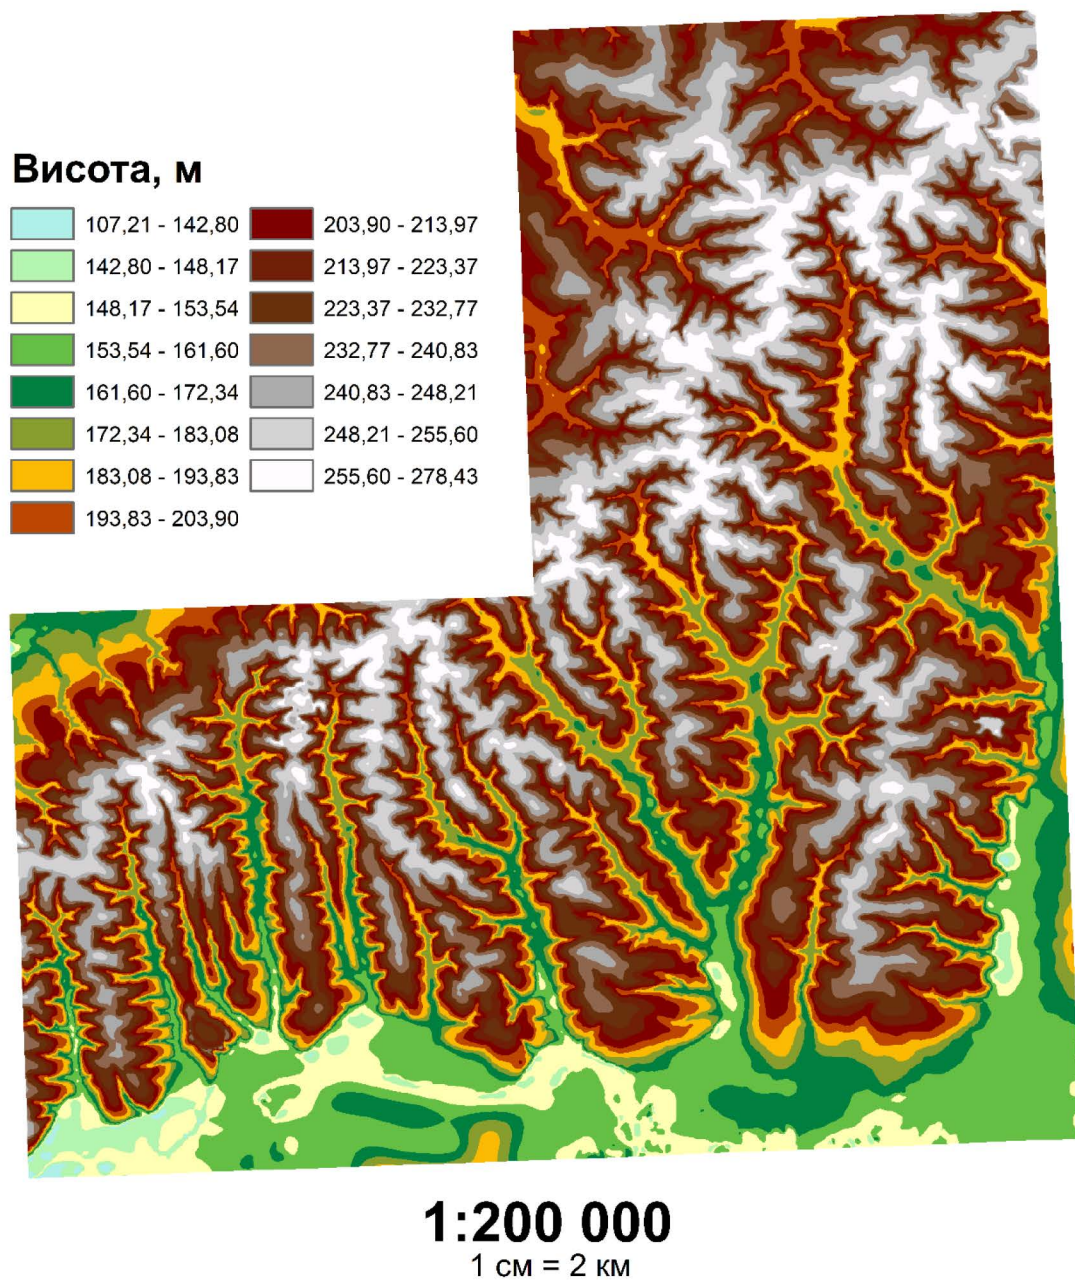 Висота, м
107,21 - 142,80
142,80 - 148,17
148,17 - 153,54
153,54 - 161,60
161,60 - 172,34
172,34 - 183,08
183,08 - 193,83
193,83 - 203,90
203,90 - 213,97
213,97 - 223,37
223,37 - 232,77
232,77 - 240,83
240,83 - 248,21
248,21 - 255,60
255,60 - 278,43
1:200 000
1 см = 2 км